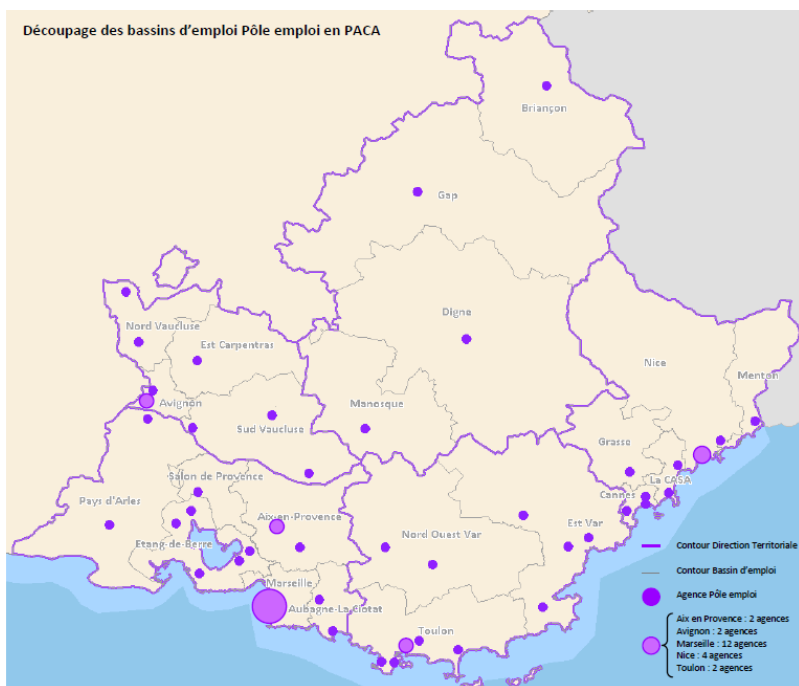 Découpage des bassins d'emploi Pôle emploi en PACA
Briançon
Gap
Digne
Nord Vaucluse
Est Carpentras
Nice
Menton
Avignon
Manosque
Sud Vaucluse
Grasse
Salon de Provence
La CASA
Pays d'Arles
Cannes
Aix-en-Provence
Est Var
Nord Ouest Var
Etang-de-Berre
Marseille
Aubagne-La Ciotat
Toulon
Contour Direction Territoriale
Contour Bassin d'emploi
Agence Pôle emploi
Aix en Provence : 2 agences
Avignon : 2 agences
Marseille : 12 agences
Nice : 4 agences
Toulon : 2 agences